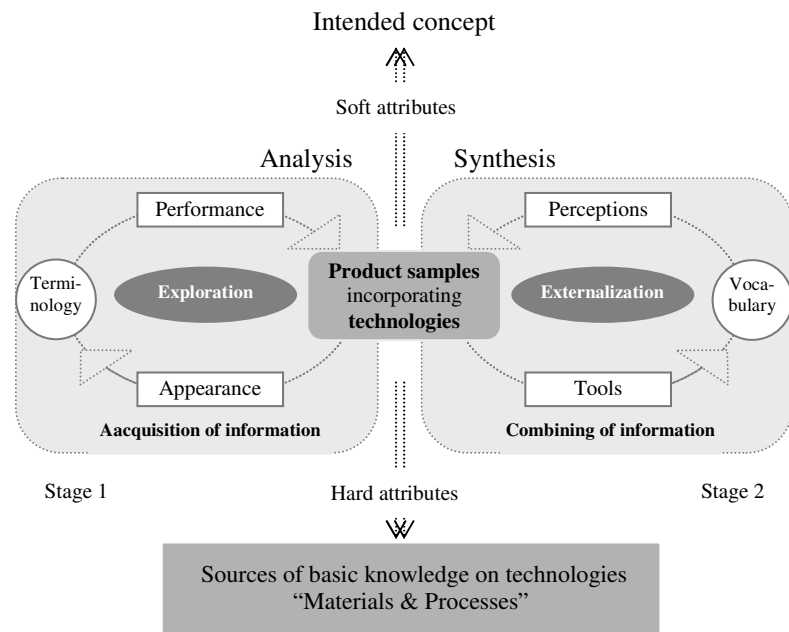 Intended concept
Soft attributes
Analysis
Synthesis
Performance
Perceptions
Termi-
nology
Exploration
Product samples
incorporating
technologies
Externalization
Voca-
bulary
Appearance
Tools
Aacquisition of information
Combining of information
Stage 1
Hard attributes
Stage 2
Sources of basic knowledge on technologies
“Materials & Processes”